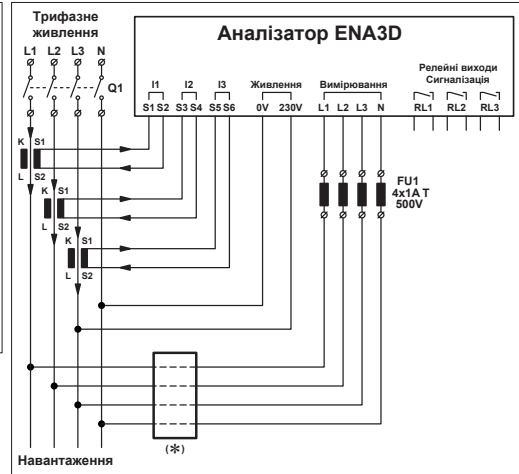 Трифазне
живлення
L1 L2 L3 N
Q1
Аналізатор ENA3D
Релейні виходи
Сигналізація
I1 I2 I3 Живлення Вимірювання
S1 S2 S3 S4 S5 S6 0V 230V L1 L2 L3 N RL1 RL2 RL3
K S1
L S2
K S1
L S2
K S1
L S2
FU1
4x1A T
500V
(*)
Навантаження